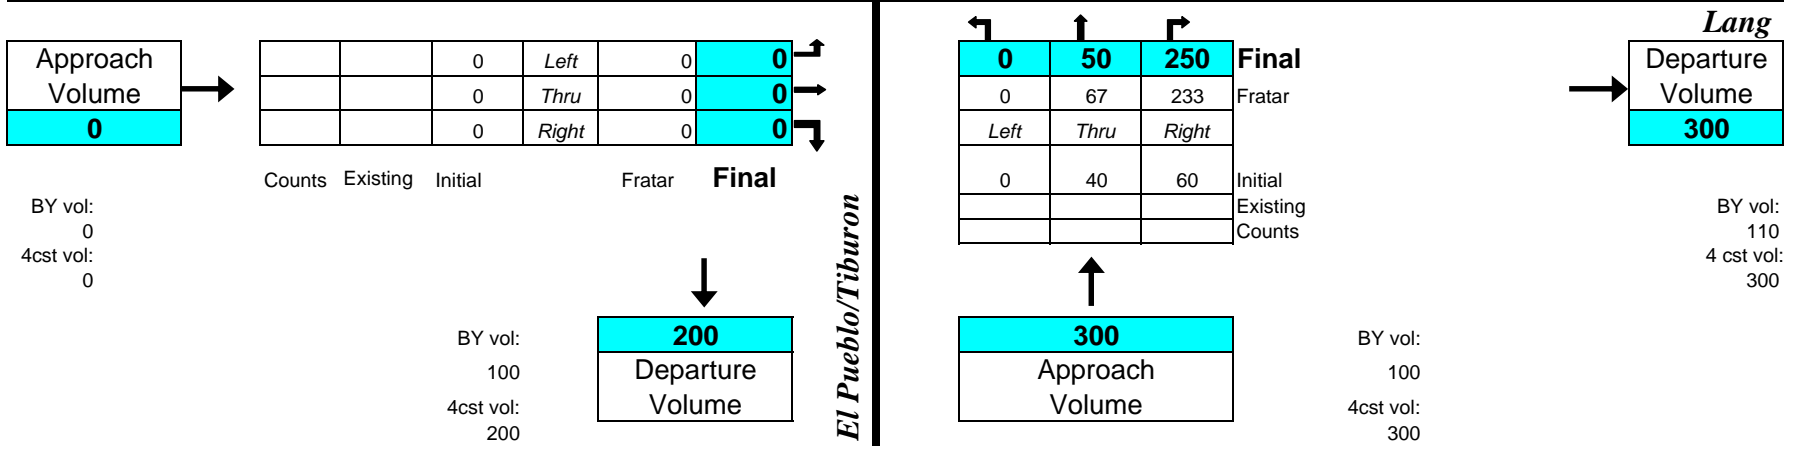 Lang
Approach
Volume
0
0 Left 0 0
0 Thru 0 0
0 Right 0 0
Counts Existing Initial Fratar Final
BY vol:
0
4cst vol:
0
BY vol:
100
4cst vol:
200
200
Departure
Volume
El Pueblo/Tiburon
0 50 250 Final
0 67 233 Fratar
Left Thru Right
0 40 60 Initial
Existing
Counts
300
Approach
Volume
BY vol:
100
4cst vol:
300
Departure
Volume
300
BY vol:
110
4 cst vol:
300